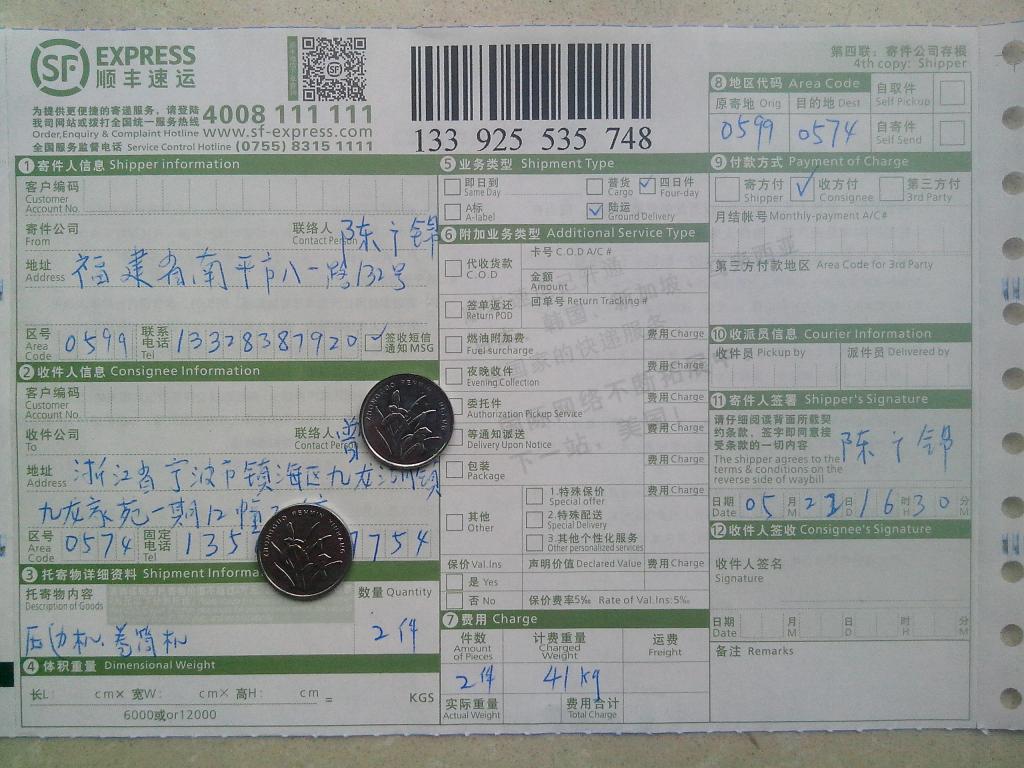 SF EXPRESS
顺丰速运
为提供更便捷的寄递服务，请登陆
我司网站或拨打全国统一服务热线 4008 111 111
Order,Enquiry & Complaint Hotline www.sf-express.com
全国服务监督电话 Service Control Hotline (0755) 8315 1111
133 925 535 748
第四联：寄件公司存根
4th copy: Shipper
1 寄件人信息 Shipper information
客户编码
Customer
Account No.
寄件公司 联络人 陈广锦
From Contact Person
地址 福建省南平市八一路132号
Address
区号 0599 联系电话 13328387920 签收短信
Area Code Tel 通知MSG
2 收件人信息 Consignee Information
客户编码
Customer
Account No.
收件公司 联络人 曾
To Contact Person
地址 浙江省宁波市镇海区九龙湖镇
Address 九龙家苑一期12幢
区号 0574 固定电话 135 7754
Area Code Tel
3 托寄物详细资料 Shipment Informa
托寄物内容 数量 Quantity
Description of Goods
压边机、卷筒机 2件
4 体积重量 Dimensional Weight
长L: cm× 宽W: cm× 高H: cm = KGS
6000或or12000
5 业务类型 Shipment Type
即日到 普货 四日件
Same Day Cargo Four-day
A标 陆运
A-label Ground Delivery
6 附加业务类型 Additional Service Type
代收货款 卡号 C.O.D A/C #
C.O.D 金额
Amount
签单返还 回单号 Return Tracking #
Return POD
燃油附加费 费用 Charge
Fuel surcharge
夜晚收件 费用 Charge
Evening Collection
委托件 费用 Charge
Authorization Pickup Service
等通知派送 费用 Charge
Delivery Upon Notice
包装 费用 Charge
Package
其他 1.特殊保价 费用 Charge
Other Special offer
2.特殊配送
Special Delivery
3.其他个性化服务
Other personalized services
保价 Val.Ins 声明价值 Declared Value 费用 Charge
是 Yes
否 No 保价费率5‰ Rate of Val.Ins:5‰
7 费用 Charge
件数 计费重量 运费
Amount of Pieces Charged Weight Freight
2件 41kg
实际重量 费用合计
Actual Weight Total Charge
8 地区代码 Area Code 自取件
Self Pickup
原寄地 Orig 目的地 Dest
0599 0574 自寄件
Self Send
9 付款方式 Payment of Charge
寄方付 收方付 第三方付
Shipper Consignee 3rd Party
月结帐号 Monthly-payment A/C#
第三方付款地区 Area Code for 3rd Party
10 收派员信息 Courier Information
收件员 Pickup by 派件员 Delivered by
11 寄件人签署 Shipper's Signature
请仔细阅读背面所载契
约条款，签字即同意接
受条款的一切内容 陈广锦
The shipper agrees to the
terms & conditions on the
reverse side of waybill
日期 05 月 22 日 16 时 30 分
Date M D H M
12 收件人签收 Consignee's Signature
收件人签名
Signature
日期 月 日 时 分
Date M D H M
备注 Remarks